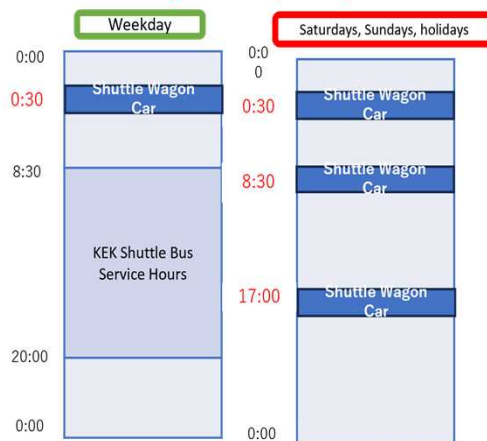 Weekday
0:00
0:30
Shuttle Wagon
Car
8:30
KEK Shuttle Bus
Service Hours
20:00
0:00
Saturdays, Sundays, holidays
0:0
0
0:30
Shuttle Wagon
Car
8:30
Shuttle Wagon
Car
17:00
Shuttle Wagon
Car
0:00